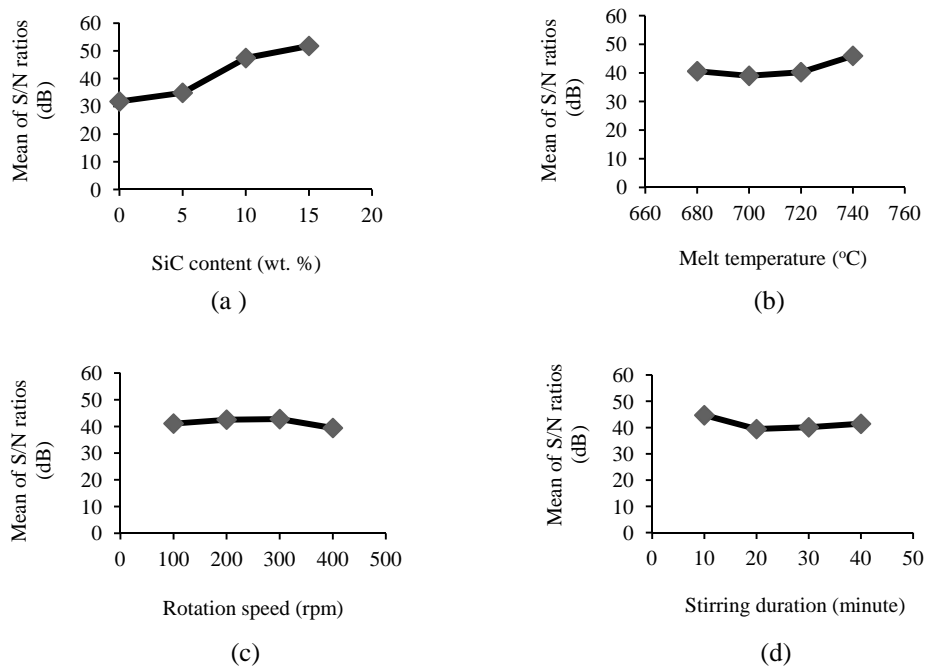 Mean of S/N ratios
(dB)
60
50
40
30
20
10
0
0 5 10 15 20
SiC content (wt. %)
(a )
Mean of S/N ratios
(dB)
60
50
40
30
20
10
0
660 680 700 720 740 760
Melt temperature (ºC)
(b)
Mean of S/N ratios
(dB)
60
50
40
30
20
10
0
0 100 200 300 400 500
Rotation speed (rpm)
(c)
Mean of S/N ratios
(dB)
60
50
40
30
20
10
0
0 10 20 30 40 50
Stirring duration (minute)
(d)